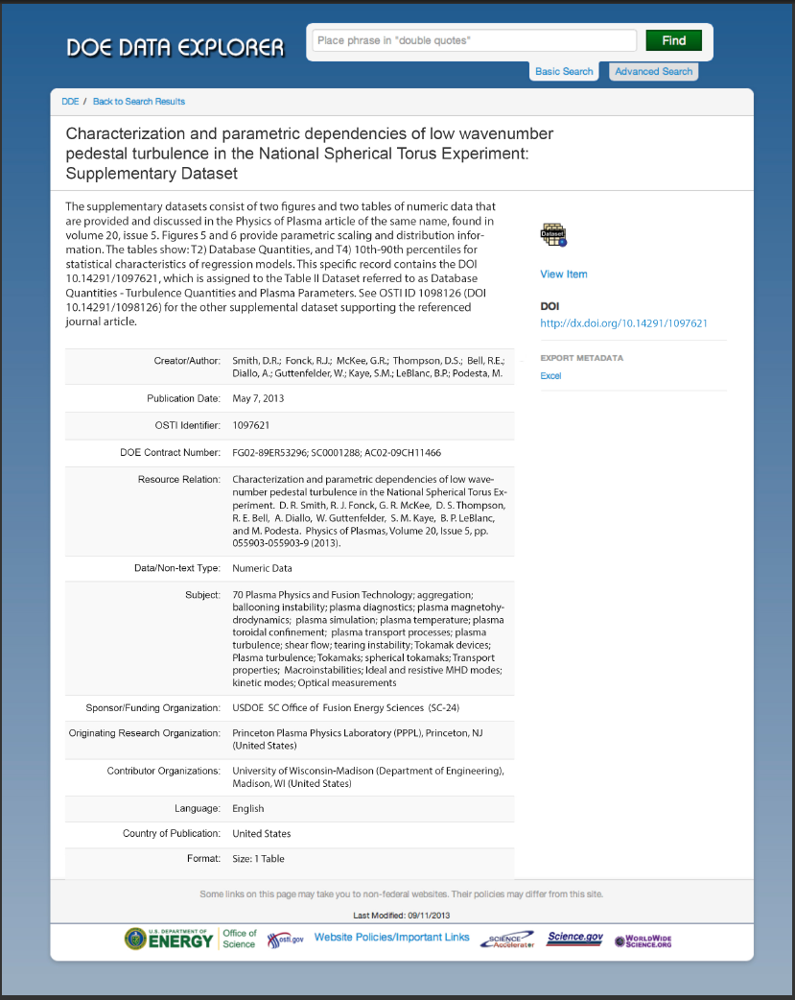 DOE DATA EXPLORER
Place phrase in "double quotes"
Find
Basic Search
Advanced Search
DDE / Back to Search Results
Characterization and parametric dependencies of low wavenumber
pedestal turbulence in the National Spherical Torus Experiment:
Supplementary Dataset
The supplementary datasets consist of two figures and two tables of numeric data that
are provided and discussed in the Physics of Plasma article of the same name, found in
volume 20, issue 5. Figures 5 and 6 provide parametric scaling and distribution infor-
mation. The tables show: T2) Database Quantities, and T4) 10th-90th percentiles for
statistical characteristics of regression models. This specific record contains the DOI
10.14291/1097621, which is assigned to the Table II Dataset referred to as Database
Quantities - Turbulence Quantities and Plasma Parameters. See OSTI ID 1098126 (DOI
10.14291/1098126) for the other supplemental dataset supporting the referenced
journal article.
Dataset
View Item
DOI
http://dx.doi.org/10.14291/1097621
EXPORT METADATA
Excel
Creator/Author: Smith, D.R.; Fonck, R.J.; McKee, G.R.; Thompson, D.S.; Bell, R.E.;
Diallo, A.; Guttenfelder, W.; Kaye, S.M.; LeBlanc, B.P.; Podesta, M.
Publication Date: May 7, 2013
OSTI Identifier: 1097621
DOE Contract Number: FG02-89ER53296; SC0001288; AC02-09CH11466
Resource Relation: Characterization and parametric dependencies of low wave-
number pedestal turbulence in the National Spherical Torus Ex-
periment. D. R. Smith, R. J. Fonck, G. R. McKee, D. S. Thompson,
R. E. Bell, A. Diallo, W. Guttenfelder, S. M. Kaye, B. P. LeBlanc,
and M. Podesta. Physics of Plasmas, Volume 20, Issue 5, pp.
055903-055903-9 (2013).
Data/Non-text Type: Numeric Data
Subject: 70 Plasma Physics and Fusion Technology; aggregation;
ballooning instability; plasma diagnostics; plasma magnetohy-
drodynamics; plasma simulation; plasma temperature; plasma
toroidal confinement; plasma transport processes; plasma
turbulence; shear flow; tearing instability; Tokamak devices;
Plasma turbulence; Tokamaks; spherical tokamaks; Transport
properties; Macroinstabilities; Ideal and resistive MHD modes;
kinetic modes; Optical measurements
Sponsor/Funding Organization: USDOE SC Office of Fusion Energy Sciences (SC-24)
Originating Research Organization: Princeton Plasma Physics Laboratory (PPPL), Princeton, NJ
(United States)
Contributor Organizations: University of Wisconsin-Madison (Department of Engineering),
Madison, WI (United States)
Language: English
Country of Publication: United States
Format: Size: 1 Table
Some links on this page may take you to non-federal websites. Their policies may differ from this site.
Last Modified: 09/11/2013
U.S. DEPARTMENT OF
ENERGY
Office of
Science
osti.gov
Website Policies/Important Links
SCIENCE
Accelerator
Science.gov
WORLDWIDE
SCIENCE.ORG